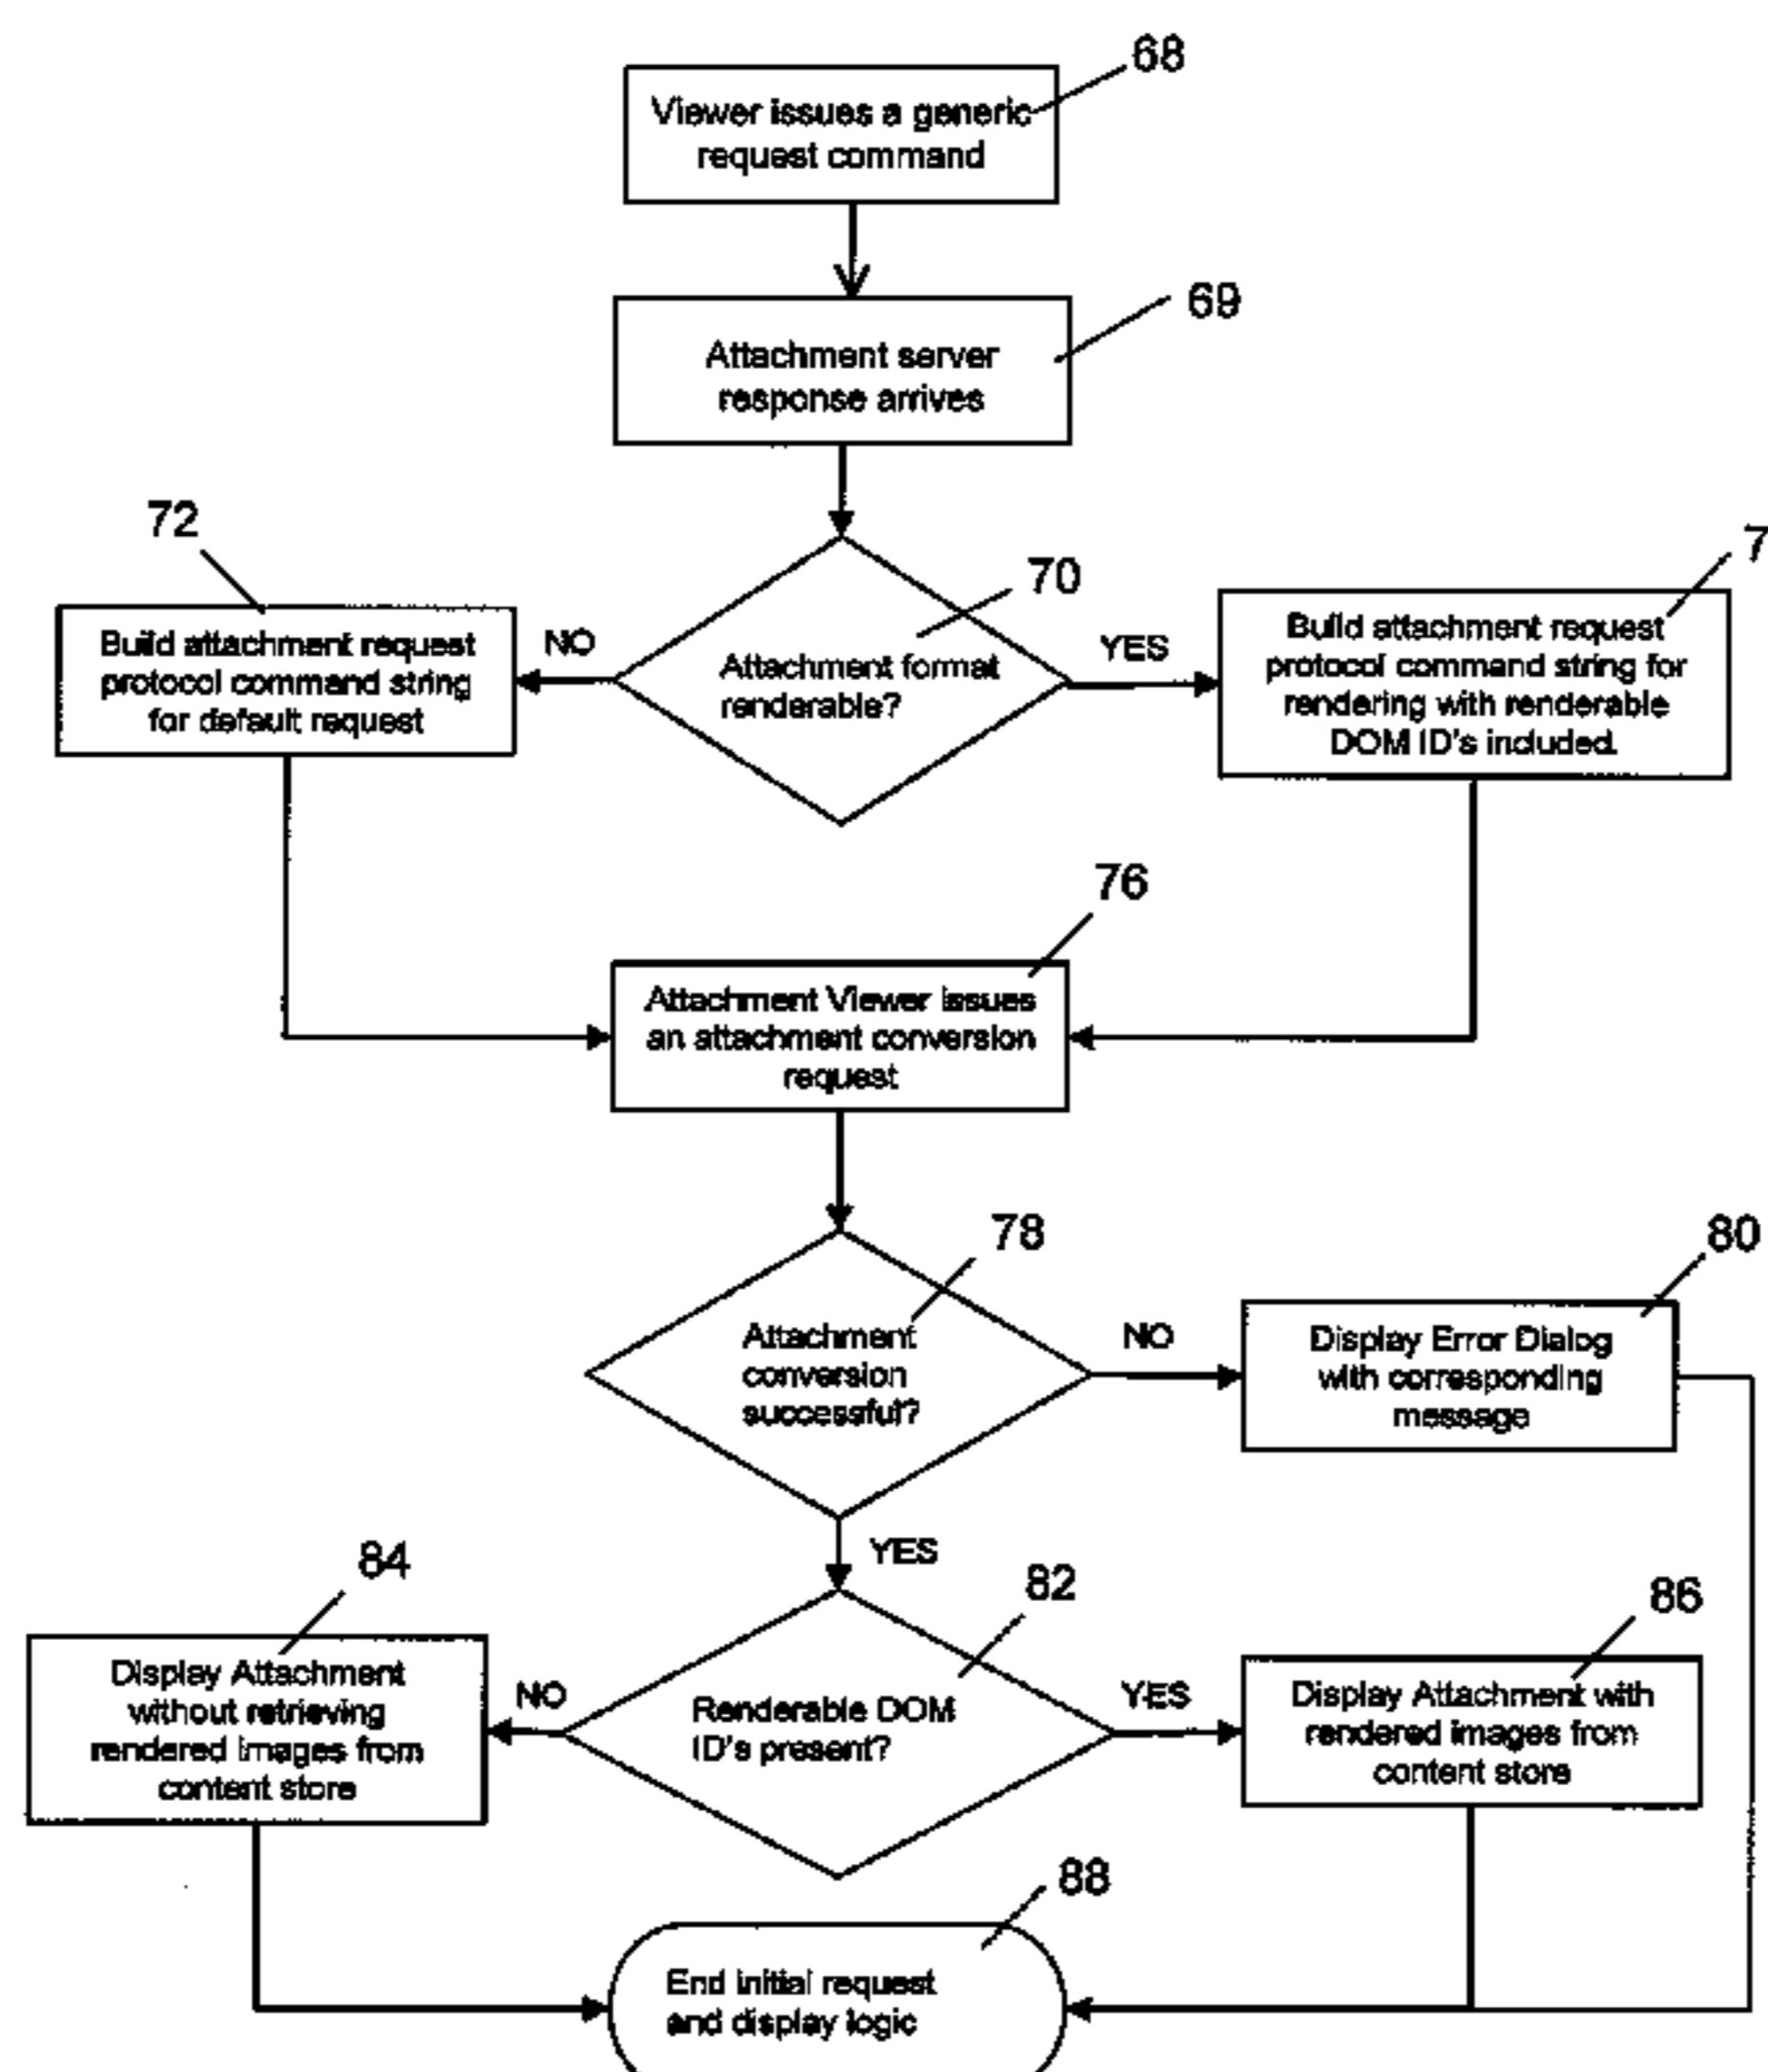 68
Viewer issues a generic
request command
69
Attachment server
response arrives
72
70
7
Build attachment request
protocol command string
for default request
NO
Attachment format
renderable?
YES
Build attachment request
protocol command string for
rendering with renderable
DOM ID's included.
76
Attachment Viewer issues
an attachment conversion
request
78
80
Attachment
conversion
successful?
NO
Display Error Dialog
with corresponding
message
YES
84
82
86
Display Attachment
without retrieving
rendered images from
content store
NO
Renderable DOM
ID's present?
YES
Display Attachment with
rendered images from
content store
88
End initial request
and display logic